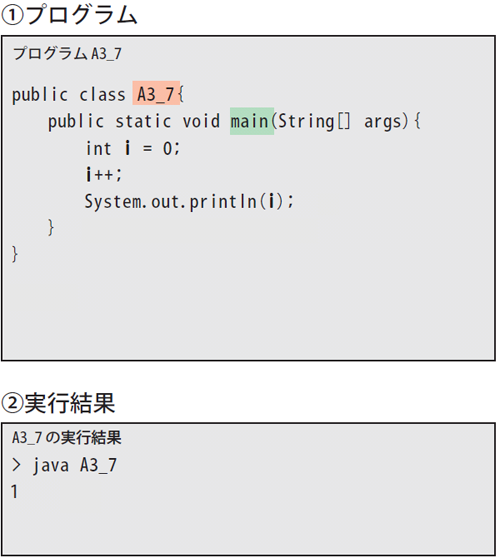 ①プログラム
プログラム A3_7
public class A3_7{
public static void main(String[] args){
int i = 0;
i++;
System.out.println(i);
}
}
②実行結果
A3_7 の実行結果
> java A3_7
1